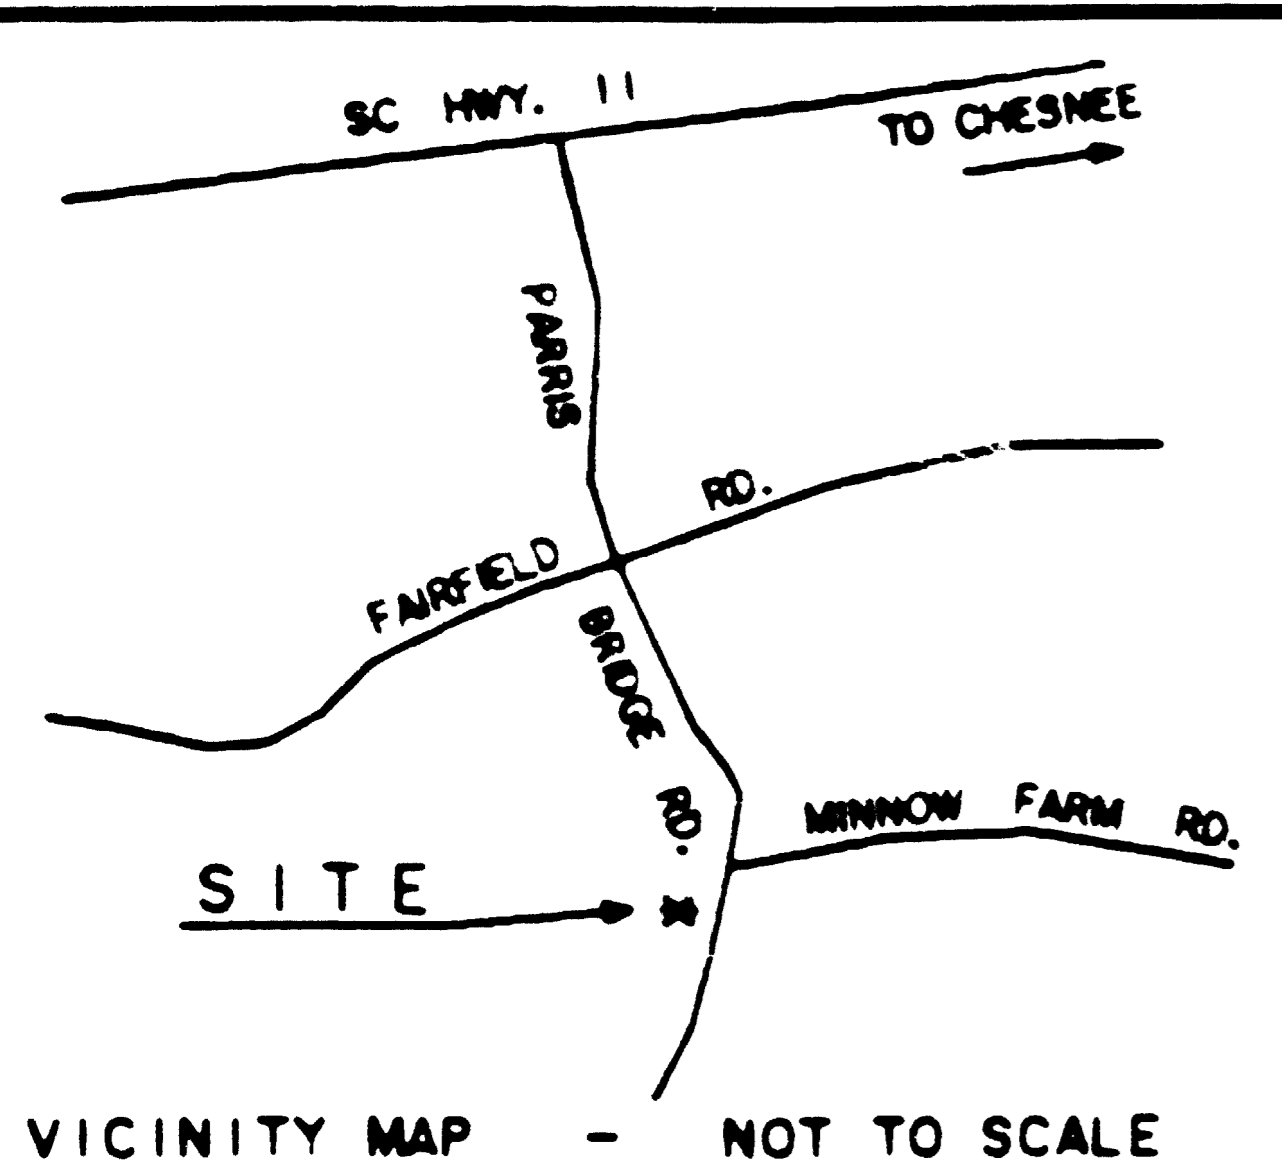 SC HWY. 11
TO CHESNEE
PARRIS
BRIDGE
RD.
FAIRFIELD RD.
MINNOW FARM RD.
SITE
VICINITY MAP - NOT TO SCALE